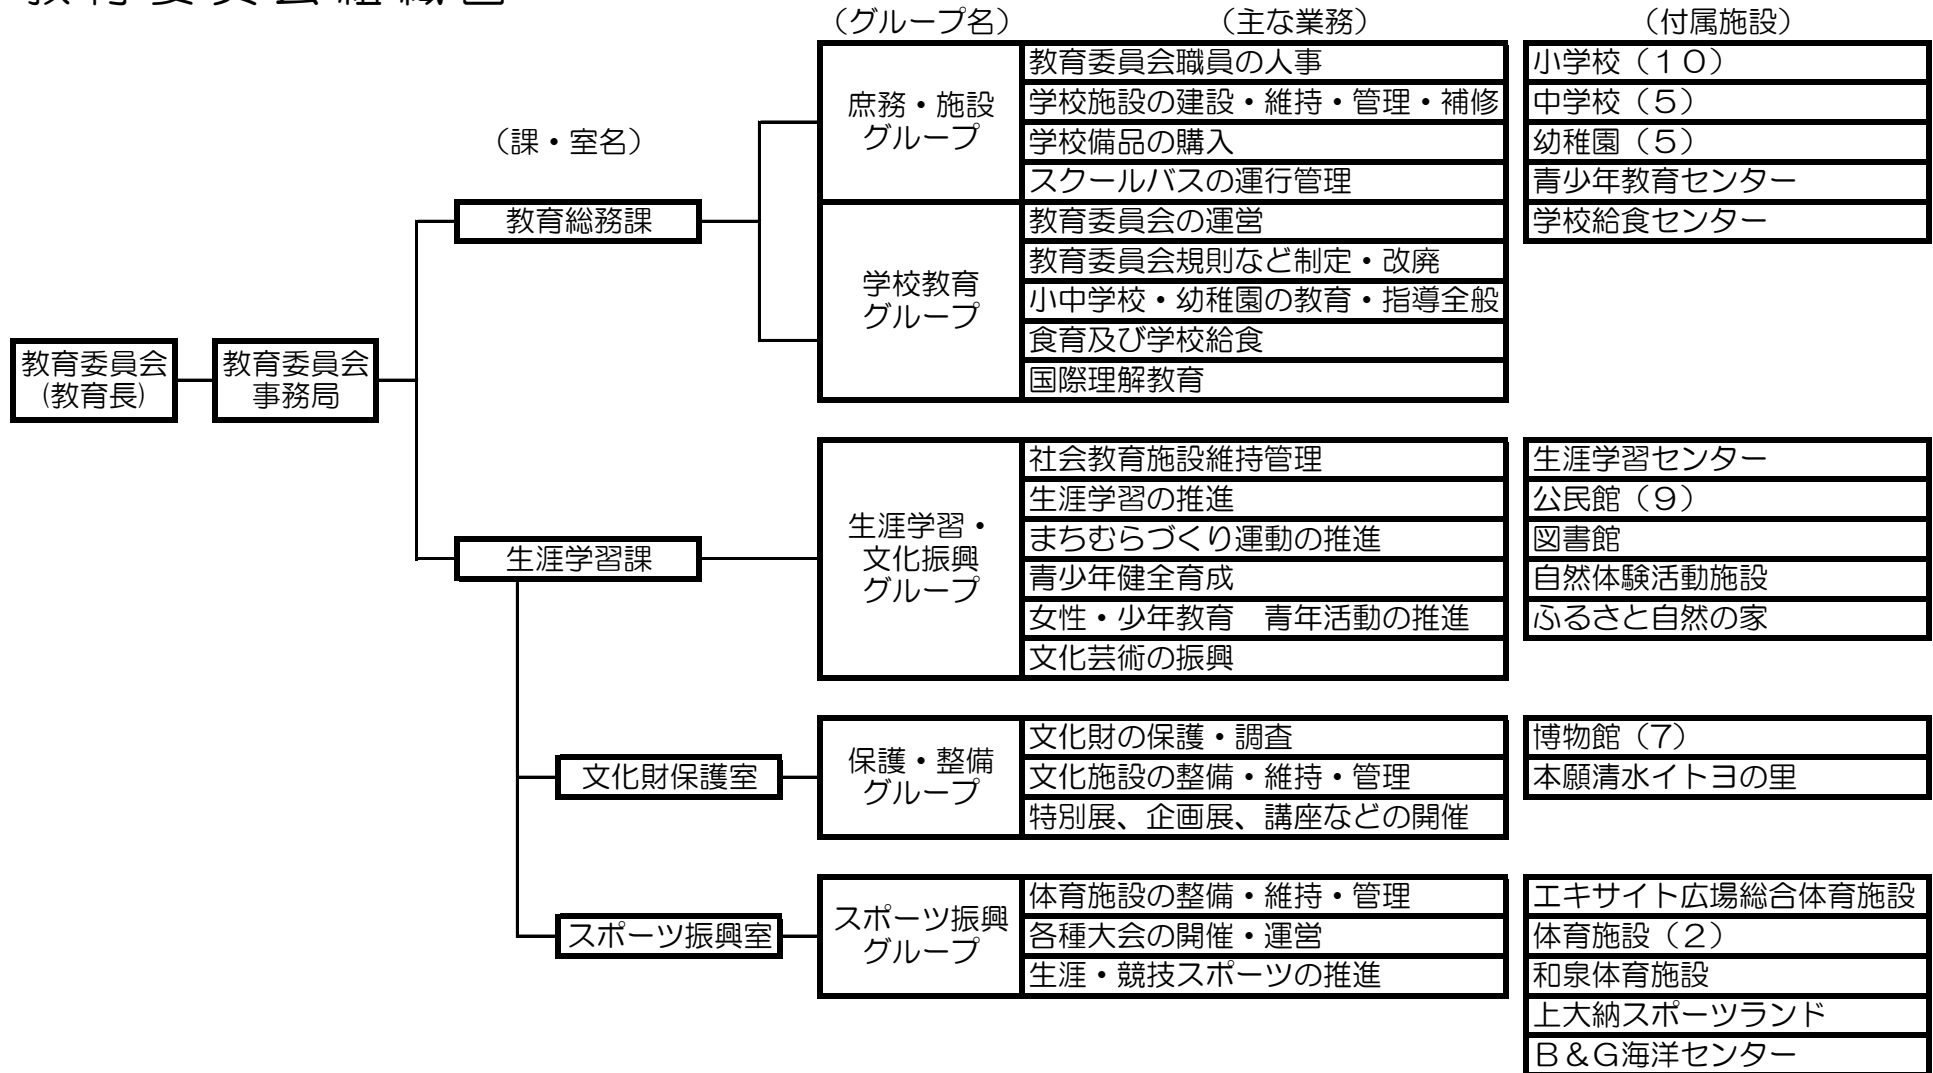 教育委員会組織図
（グループ名）
（主な業務）
（付属施設）
（課・室名）
教育委員会
(教育長)
教育委員会
事務局
教育総務課
庶務・施設
グループ
教育委員会職員の人事
学校施設の建設・維持・管理・補修
学校備品の購入
スクールバスの運行管理
学校教育
グループ
教育委員会の運営
教育委員会規則など制定・改廃
小中学校・幼稚園の教育・指導全般
食育及び学校給食
国際理解教育
小学校（１０）
中学校（５）
幼稚園（５）
青少年教育センター
学校給食センター
生涯学習課
生涯学習・
文化振興
グループ
社会教育施設維持管理
生涯学習の推進
まちむらづくり運動の推進
青少年健全育成
女性・少年教育　青年活動の推進
文化芸術の振興
生涯学習センター
公民館（９）
図書館
自然体験活動施設
ふるさと自然の家
文化財保護室
保護・整備
グループ
文化財の保護・調査
文化施設の整備・維持・管理
特別展、企画展、講座などの開催
博物館（７）
本願清水イトヨの里
スポーツ振興室
スポーツ振興
グループ
体育施設の整備・維持・管理
各種大会の開催・運営
生涯・競技スポーツの推進
エキサイト広場総合体育施設
体育施設（２）
和泉体育施設
上大納スポーツランド
Ｂ＆Ｇ海洋センター